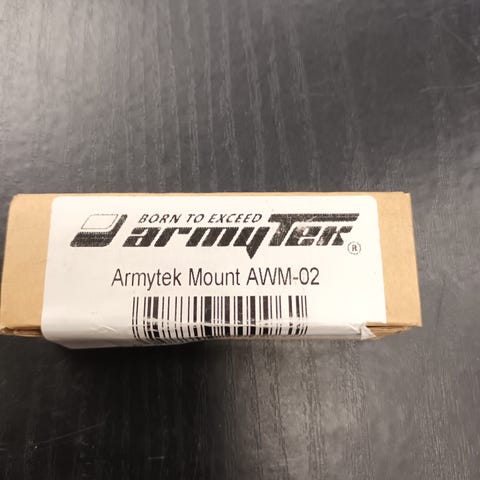 BORN TO EXCEED
armyTek®
Armytek Mount AWM-02